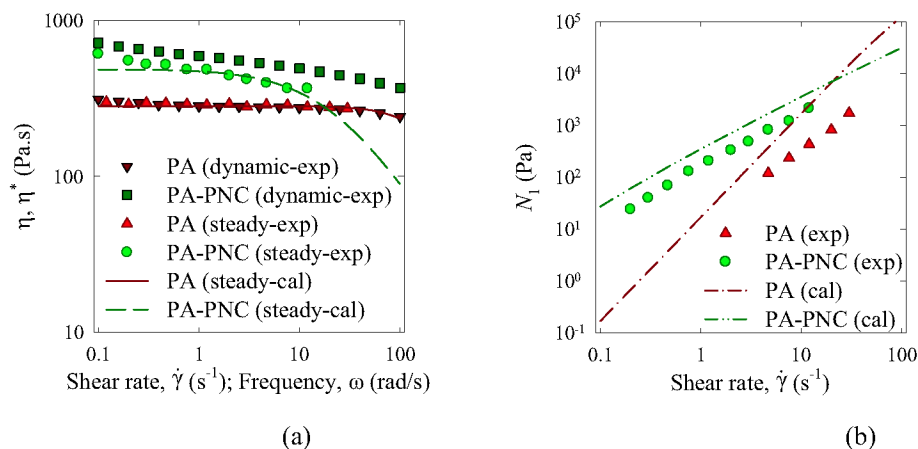 1000
100
10
η, η* (Pa.s)
PA (dynamic-exp)
PA-PNC (dynamic-exp)
PA (steady-exp)
PA-PNC (steady-exp)
PA (steady-cal)
PA-PNC (steady-cal)
0.1 1 10 100
Shear rate, γ̇ (s⁻¹); Frequency, ω (rad/s)
(a)
10⁵
10⁴
10³
10²
10¹
10⁰
10⁻¹
N₁ (Pa)
PA (exp)
PA-PNC (exp)
PA (cal)
PA-PNC (cal)
0.1 1 10 100
Shear rate, γ̇ (s⁻¹)
(b)